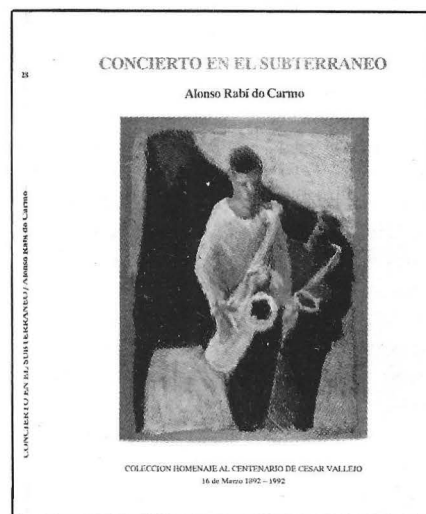 28
CONCIERTO EN EL SUBTERRANEO / Alonso Rabí do Carmo
CONCIERTO EN EL SUBTERRANEO
Alonso Rabí do Carmo
COLECCION HOMENAJE AL CENTENARIO DE CESAR VALLEJO
16 de Marzo 1892 – 1992